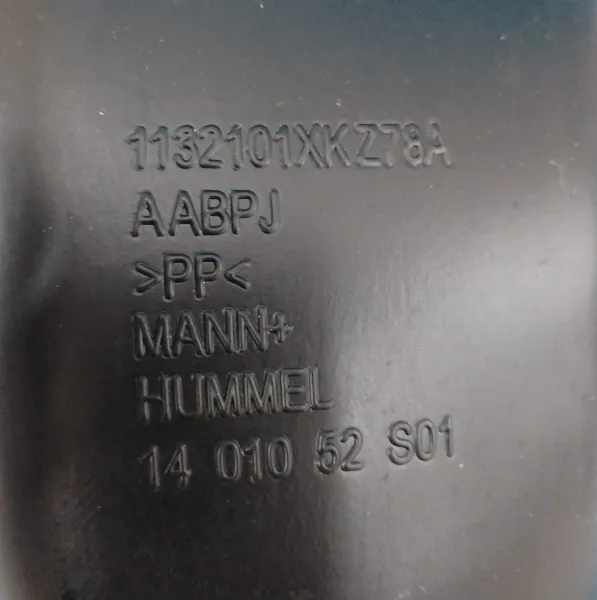 1132101XKZ78A
AABPJ
>PP<
MANN+
HUMMEL
14 010 52 S01